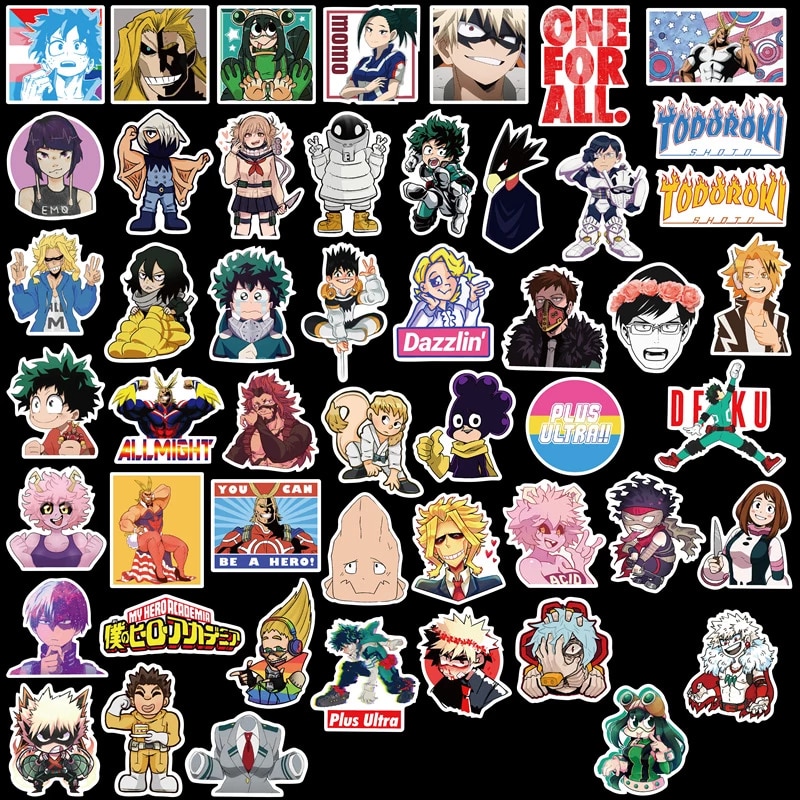 momo
ONE
FOR
ALL.
TODOROKI
SHOTO
TODOROKI
SHOTO
EMO
M
Dazzlin'
ALLMIGHT
PLUS
ULTRA!!
DEKU
YOU CAN
BE A HERO!
ACID
MY HERO ACADEMIA
僕のヒーローアカデミア
Plus Ultra